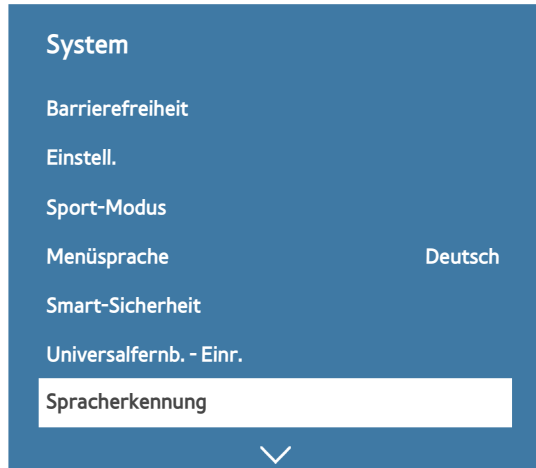 System
Barrierefreiheit
Einstell.
Sport-Modus
Menüsprache Deutsch
Smart-Sicherheit
Universalfernb. - Einr.
Spracherkennung